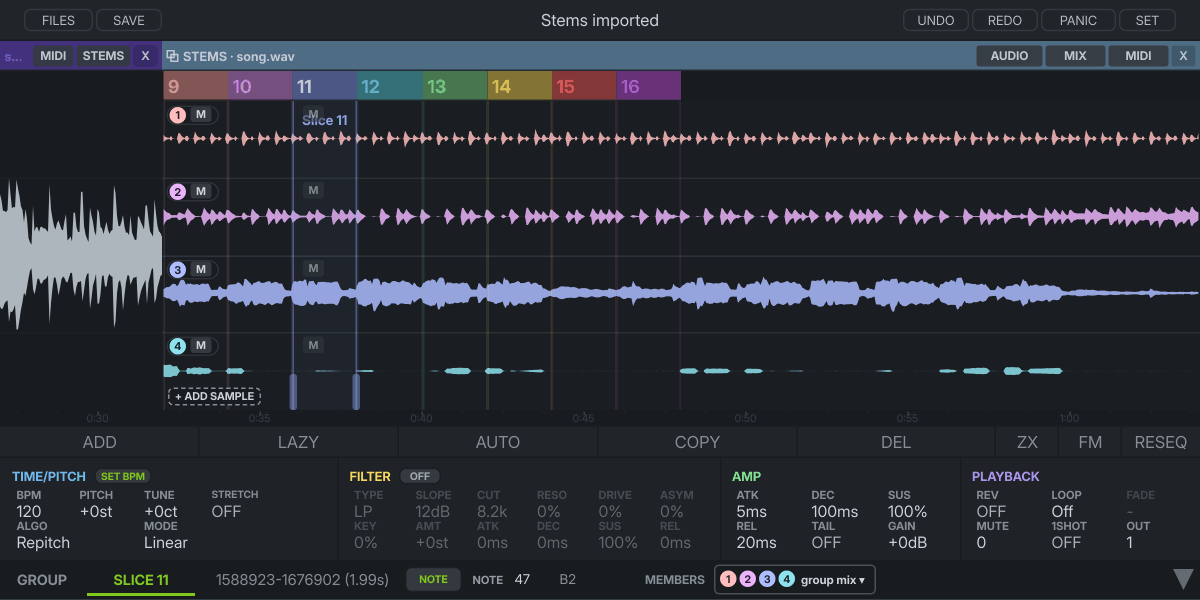 FILES SAVE Stems imported UNDO REDO PANIC SET
s... MIDI STEMS X STEMS · song.wav AUDIO MIX MIDI X
9 10 11 12 13 14 15 16
1 M M
Slice 11
2 M M
3 M M
4 M M
+ ADD SAMPLE
0:30 0:35 0:40 0:45 0:50 0:55 1:00
ADD LAZY AUTO COPY DEL ZX FM RESEQ
TIME/PITCH SET BPM FILTER OFF AMP PLAYBACK
BPM PITCH TUNE STRETCH TYPE SLOPE CUT RESO DRIVE ASYM ATK DEC SUS REV LOOP FADE
120 +0st +0ct OFF LP 12dB 8.2k 0% 0% 0% 5ms 100ms 100% OFF Off -
ALGO MODE KEY AMT ATK DEC SUS REL REL TAIL GAIN MUTE 1SHOT OUT
Repitch Linear 0% +0st 0ms 0ms 100% 0ms 20ms OFF +0dB 0 OFF 1
GROUP SLICE 11 1588923-1676902 (1.99s) NOTE NOTE 47 B2 MEMBERS 1 2 3 4 group mix ▾